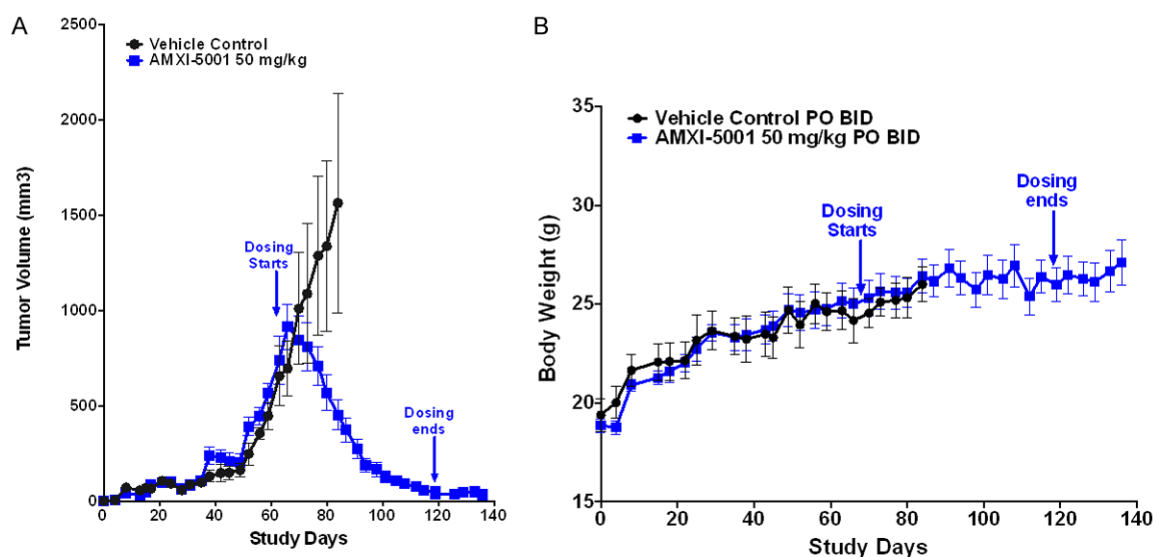 A
2500
2000
1500
1000
500
0
Tumor Volume (mm3)
Vehicle Control
AMXI-5001 50 mg/kg
Dosing
Starts
Dosing
ends
0 20 40 60 80 100 120 140
Study Days
B
35
30
25
20
15
Body Weight (g)
Vehicle Control PO BID
AMXI-5001 50 mg/kg PO BID
Dosing
Starts
Dosing
ends
0 20 40 60 80 100 120 140
Study Days